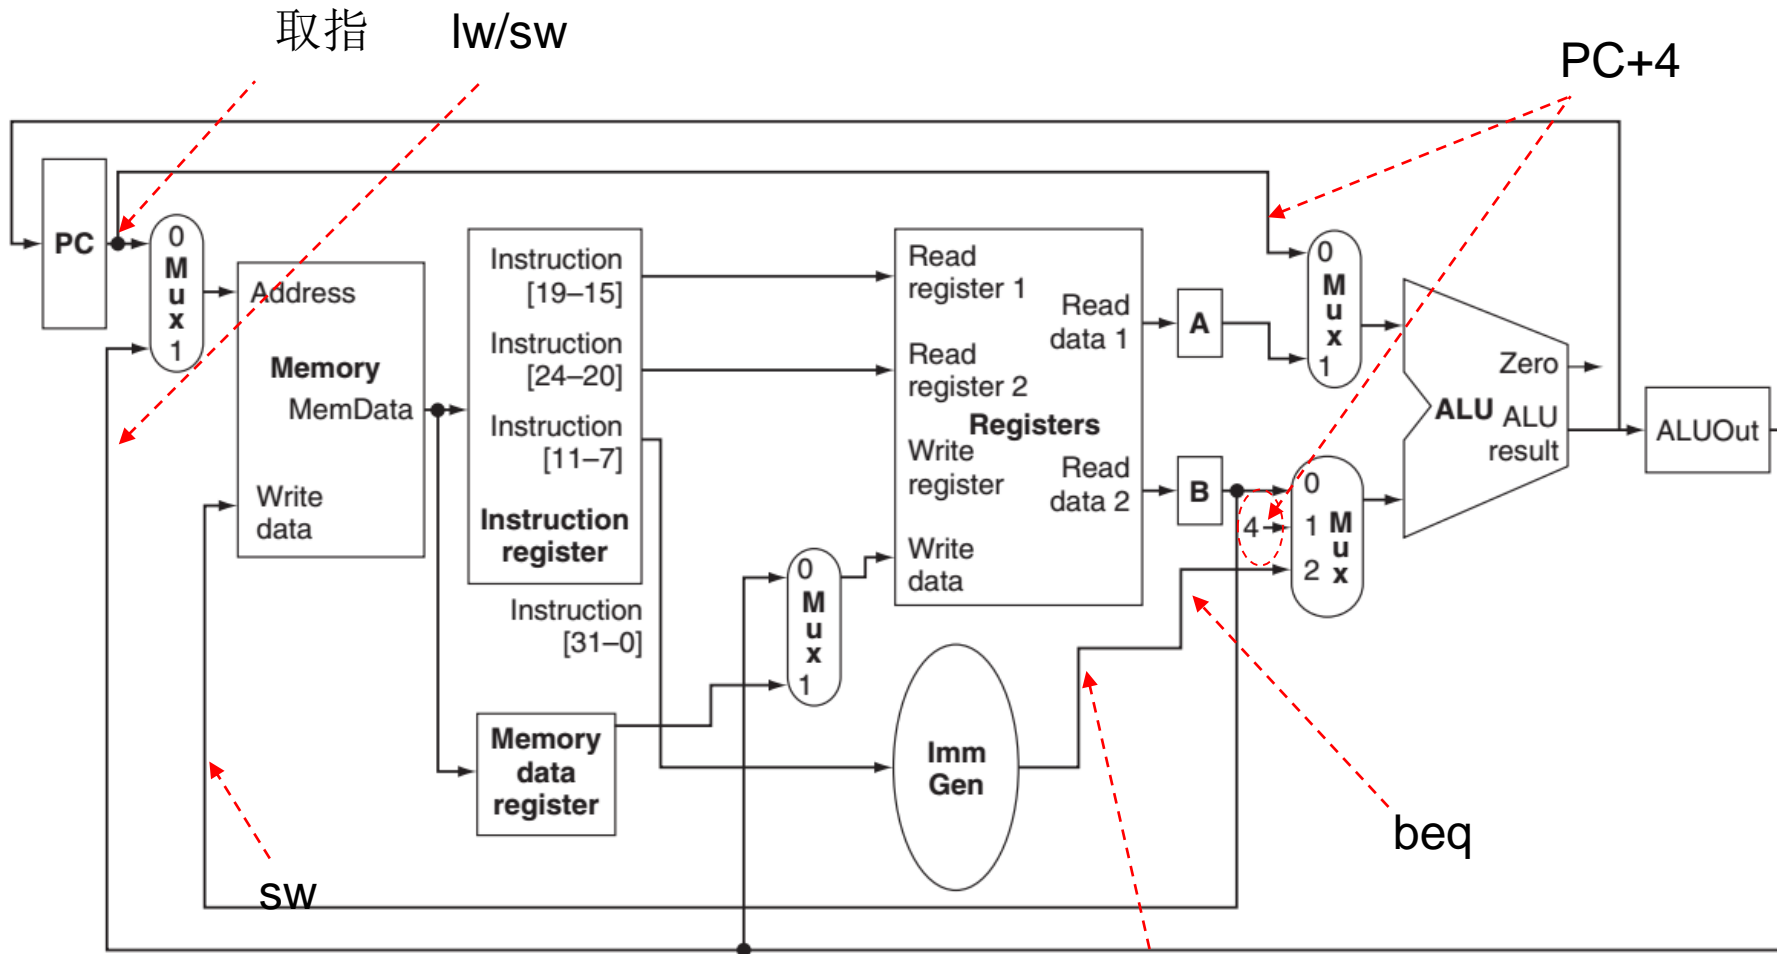 取指
lw/sw
PC+4
PC
0
M
u
x
1
Address
Memory
MemData
Write
data
Instruction
[19–15]
Instruction
[24–20]
Instruction
[11–7]
Instruction
register
Instruction
[31–0]
Memory
data
register
0
M
u
x
1
Read
register 1
Read
register 2
Registers
Write
register
Write
data
Read
data 1
Read
data 2
Imm
Gen
A
B
4
0
M
u
x
1
0
1
2
M
u
x
Zero
ALU
ALU
result
ALUOut
sw
beq